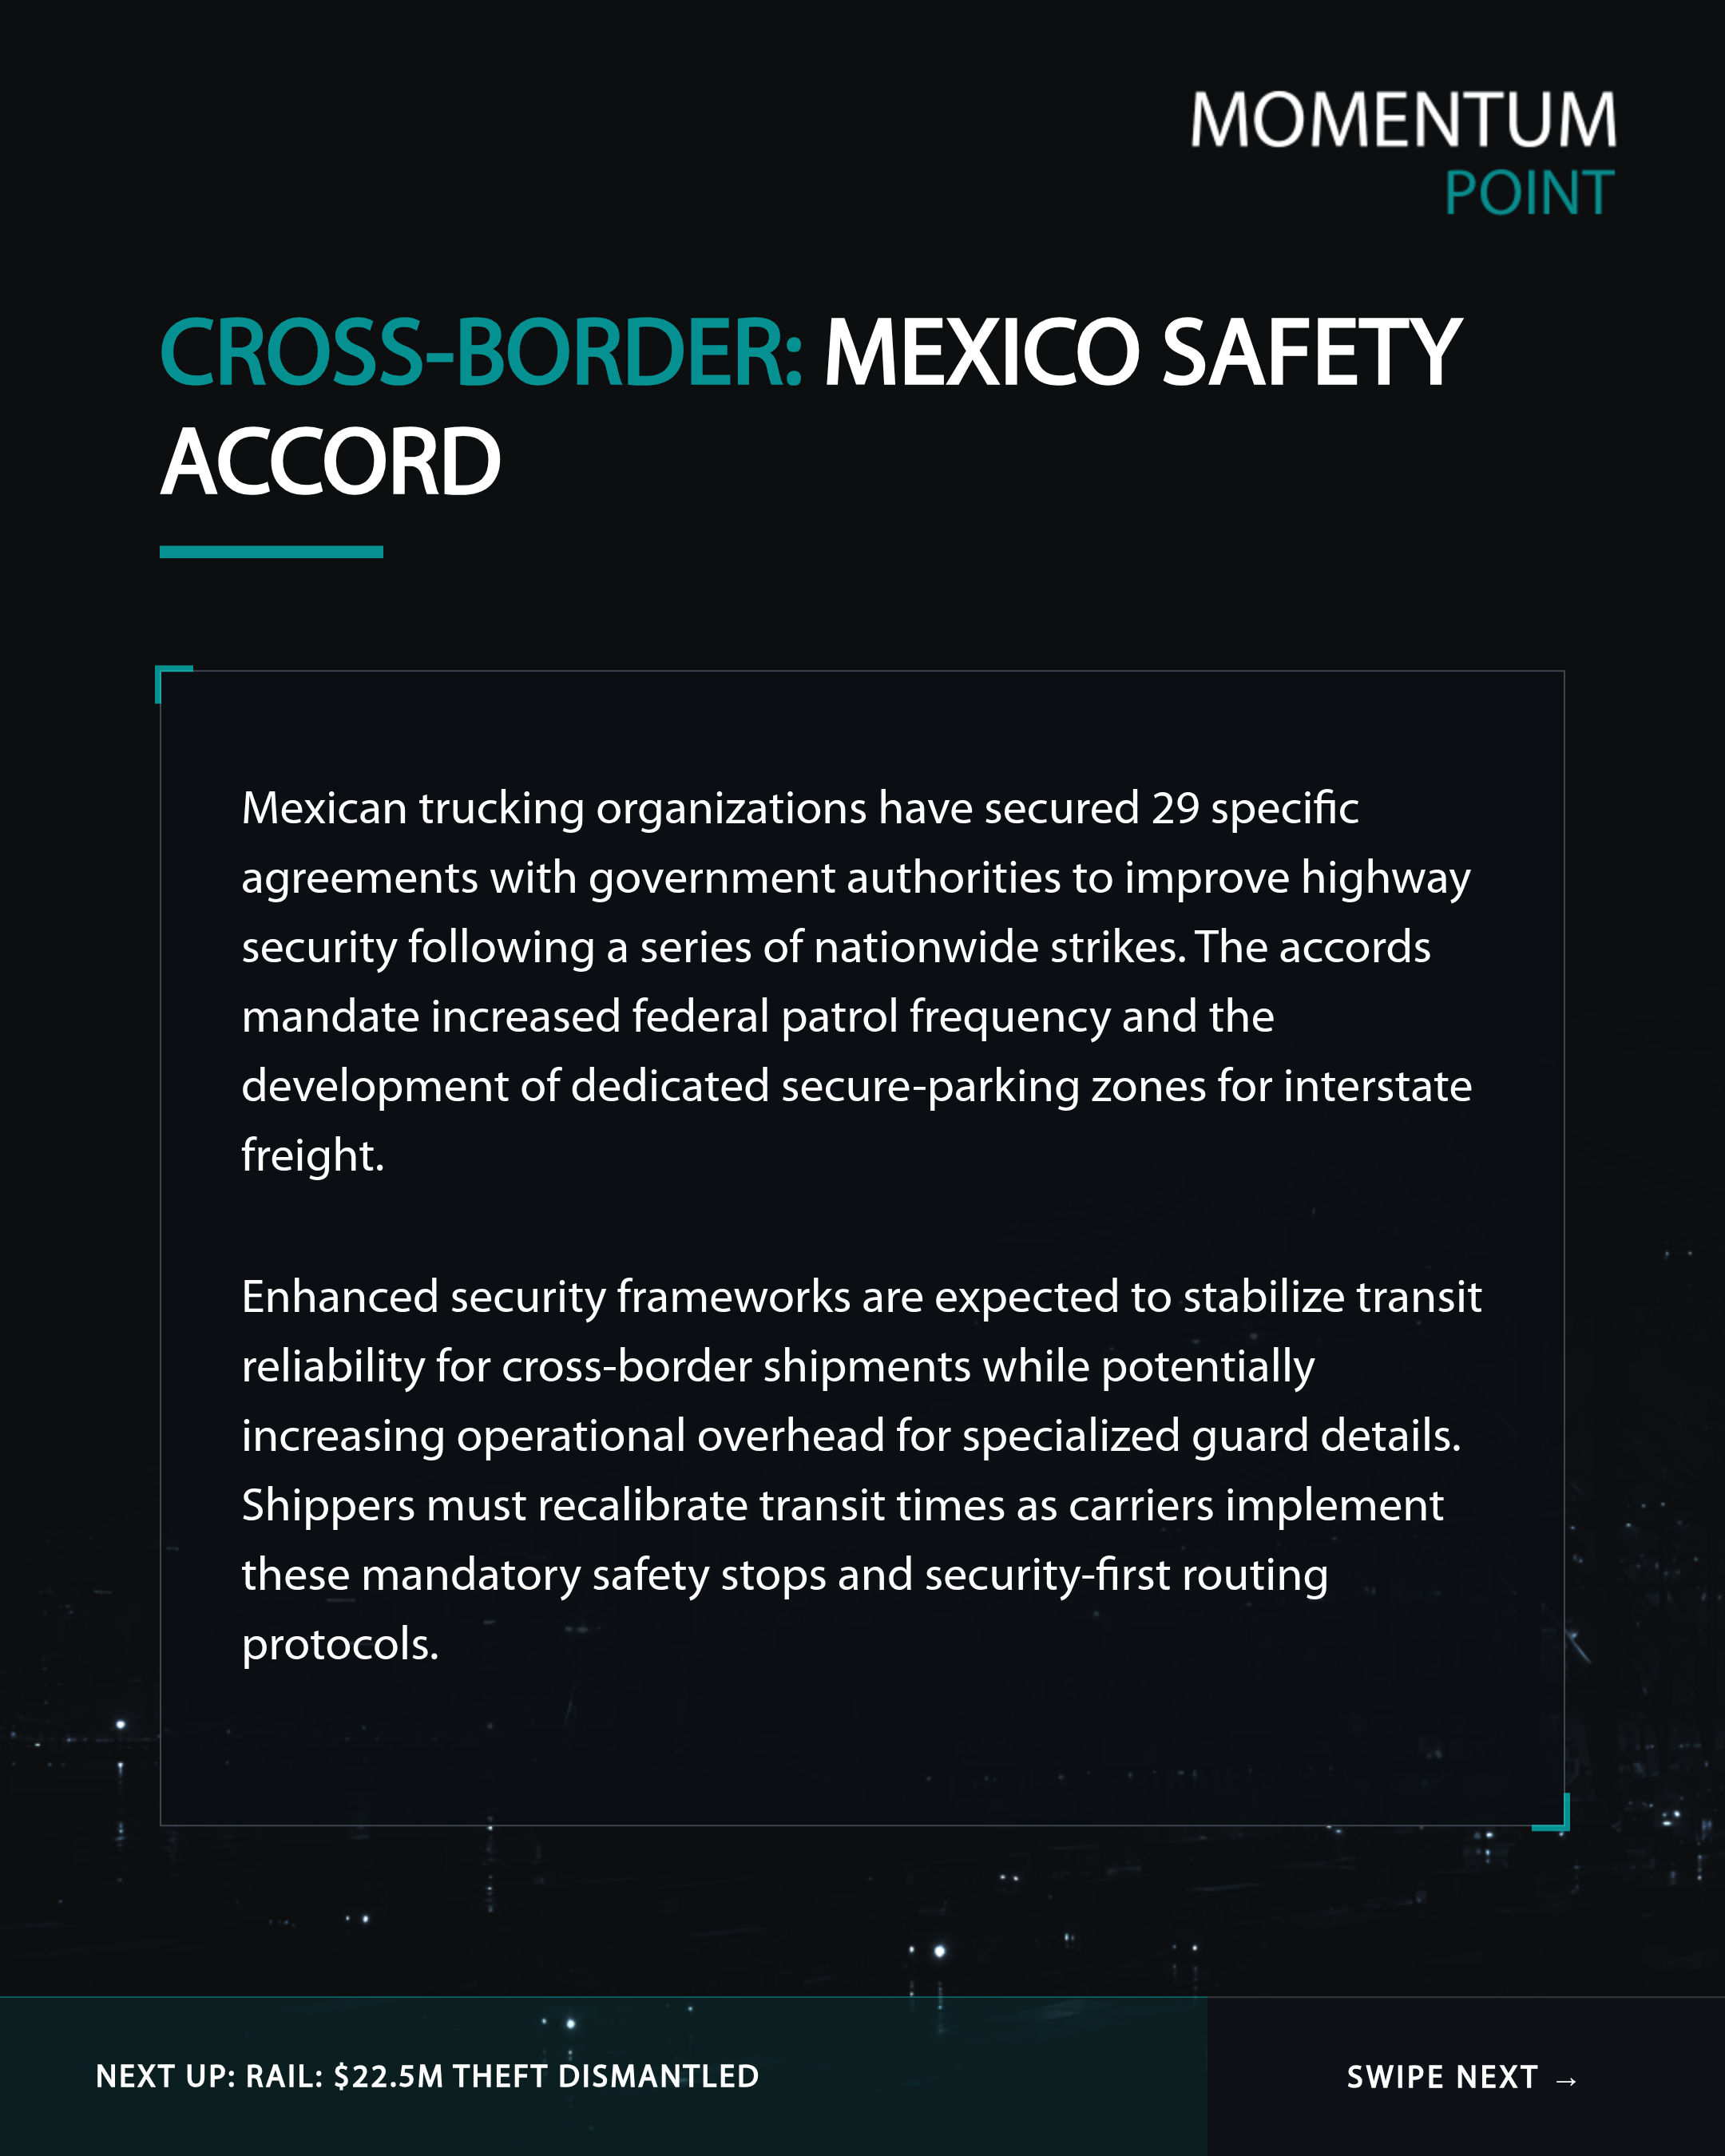 MOMENTUM
POINT
CROSS-BORDER: MEXICO SAFETY
ACCORD
Mexican trucking organizations have secured 29 specific
agreements with government authorities to improve highway
security following a series of nationwide strikes. The accords
mandate increased federal patrol frequency and the
development of dedicated secure-parking zones for interstate
freight.
Enhanced security frameworks are expected to stabilize transit
reliability for cross-border shipments while potentially
increasing operational overhead for specialized guard details.
Shippers must recalibrate transit times as carriers implement
these mandatory safety stops and security-first routing
protocols.
NEXT UP: RAIL: $22.5M THEFT DISMANTLED
SWIPE NEXT →